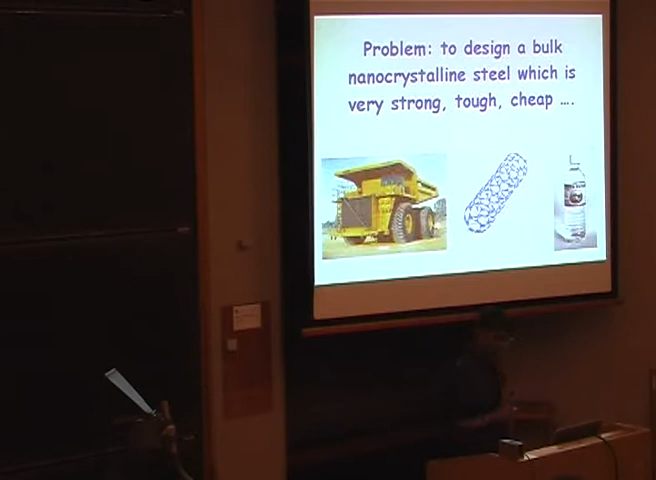 Problem: to design a bulk
nanocrystalline steel which is
very strong, tough, cheap ....